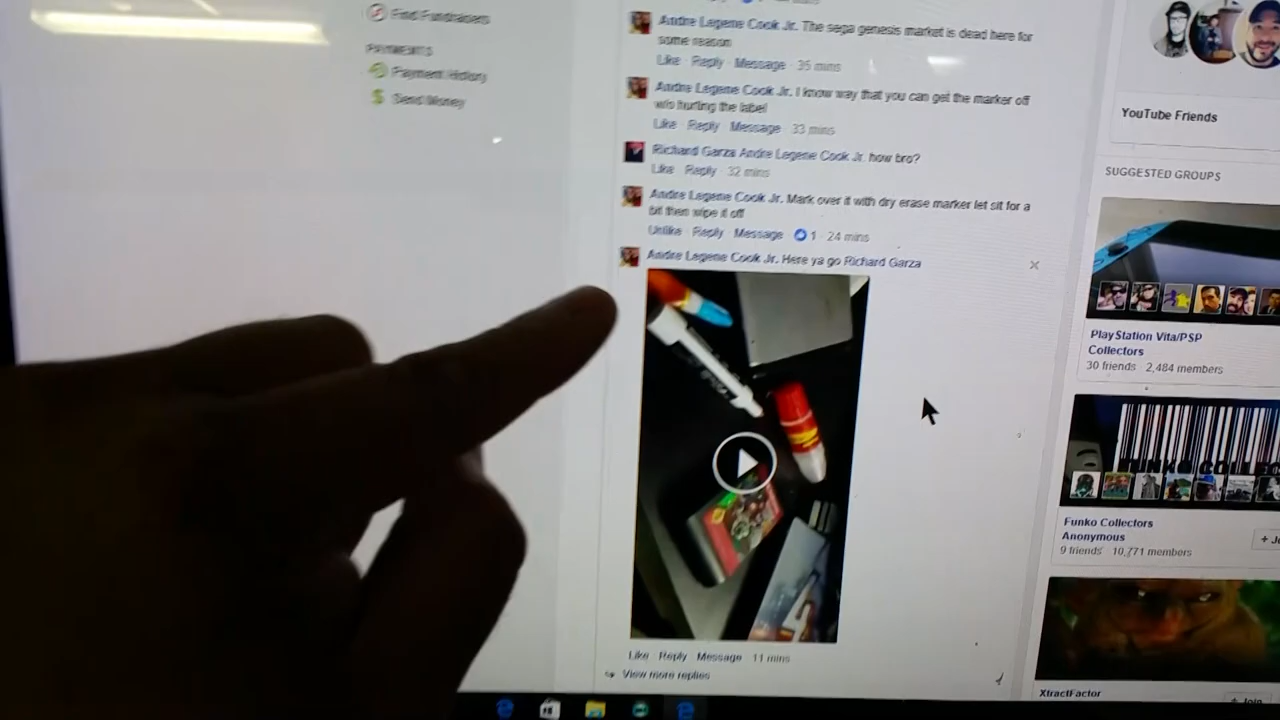 Find Fundraisers
PAYMENTS
Payment History
Send Money
Andre Legene Cook Jr. The sega genesis market is dead here for
some reason
Like Reply Message 35 mins
Andre Legene Cook Jr. I know way that you can get the marker off
w/o hurting the label
Like Reply Message 33 mins
Richard Garza Andre Legene Cook Jr. how bro?
Like Reply 32 mins
Andre Legene Cook Jr. Mark over it with dry erase marker let sit for a
bit then wipe it off
Unlike Reply Message 1 24 mins
Andre Legene Cook Jr. Here ya go Richard Garza
Like Reply Message 11 mins
View more replies
YouTube Friends
SUGGESTED GROUPS
PlayStation Vita/PSP
Collectors
30 friends 2,484 members
FUNKO COLLEC
Funko Collectors
Anonymous
9 friends 10,771 members
+ Jo
XtractFactor
+ Join